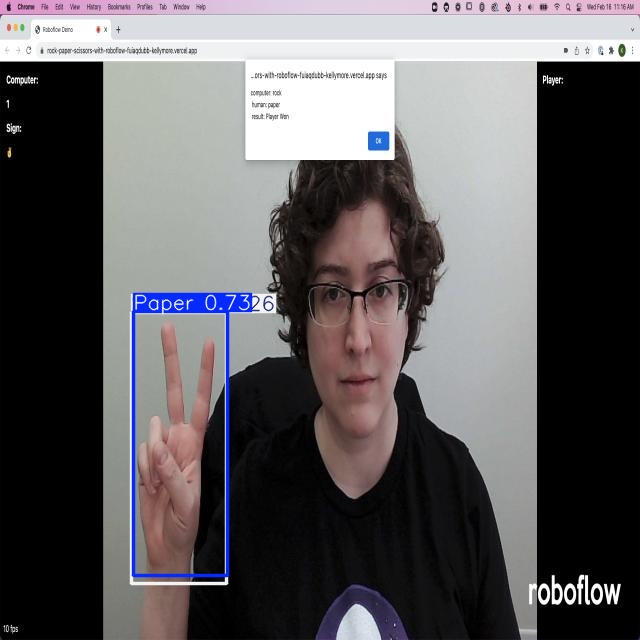 Chrome File Edit View History Bookmarks Profiles Tab Window Help
Wed Feb 16 11:16 AM
Roboflow Demo
rock-paper-scissors-with-roboflow-fuiaqdubb-kellymore.vercel.app
Computer:
1
Sign:
Player:
...ors-with-roboflow-fuiaqdubb-kellymore.vercel.app says
computer: rock
human: paper
result: Player Won
OK
Paper 0.7326
roboflow
10 fps